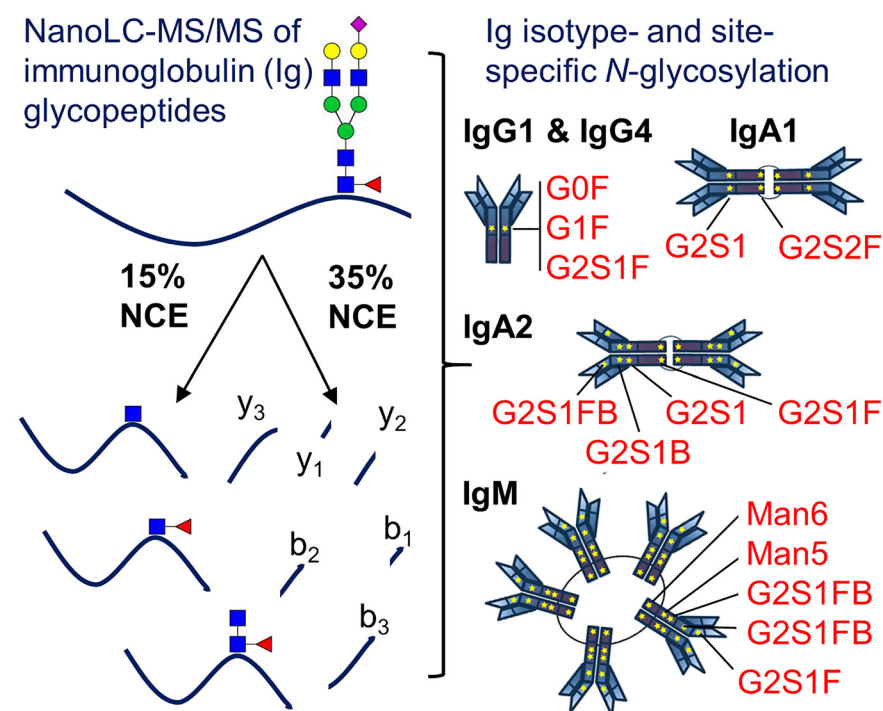 NanoLC-MS/MS of
immunoglobulin (Ig)
glycopeptides
15%
NCE
35%
NCE
y3
y1
y2
b2
b1
b3
Ig isotype- and site-
specific N-glycosylation
IgG1 & IgG4
G0F
G1F
G2S1F
IgA1
G2S1
G2S2F
IgA2
G2S1FB
G2S1
G2S1F
G2S1B
IgM
Man6
Man5
G2S1FB
G2S1FB
G2S1F